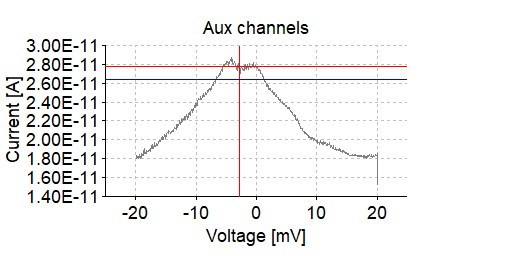 Aux channels
3.00E-11
2.80E-11
2.60E-11
2.40E-11
2.20E-11
2.00E-11
1.80E-11
1.60E-11
1.40E-11
Current [A]
-20 -10 0 10 20
Voltage [mV]